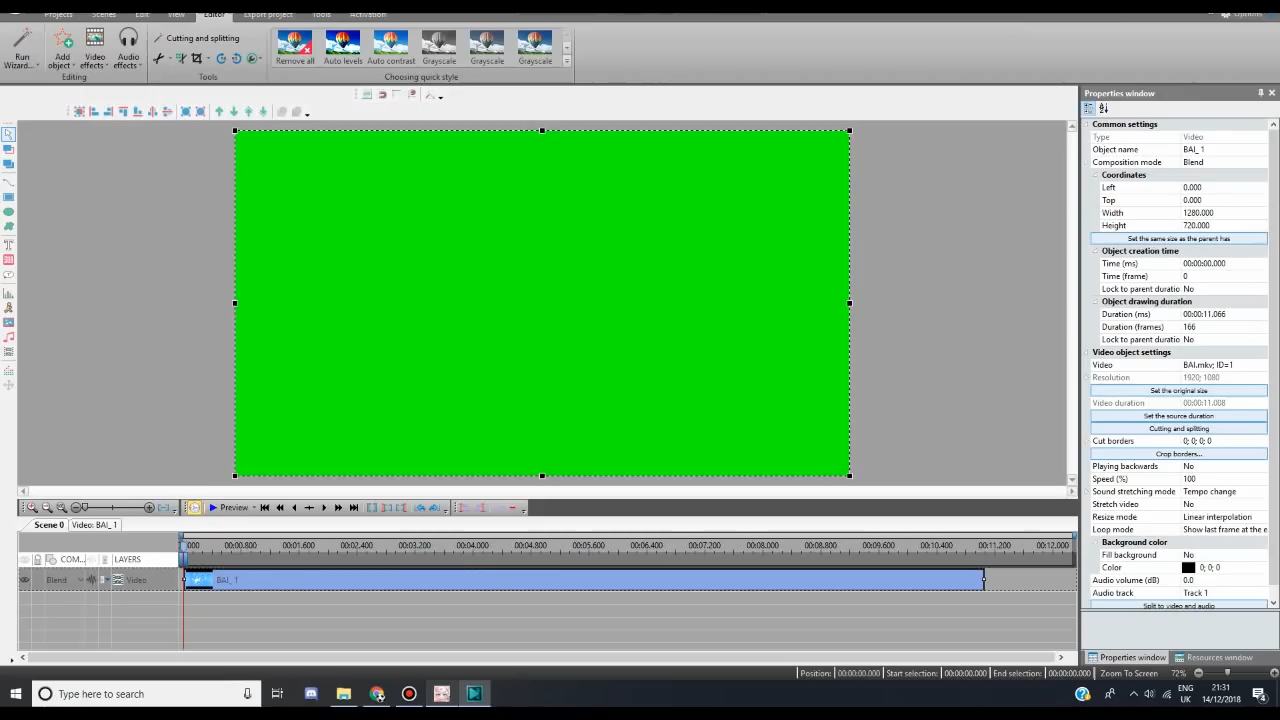 Projects Scenes Edit View Editor Export project Tools Activation Options
Run Wizard...
Add object
Video effects
Audio effects
Editing
Cutting and splitting
Tools
Remove all
Auto levels
Auto contrast
Grayscale
Grayscale
Grayscale
Choosing quick style
Properties window
Common settings
Type Video
Object name BAI_ 1
Composition mode Blend
Coordinates
Left 0.000
Top 0.000
Width 1280.000
Height 720.000
Set the same size as the parent has
Object creation time
Time (ms) 00:00:00.000
Time (frame) 0
Lock to parent duratio No
Object drawing duration
Duration (ms) 00:00:11.066
Duration (frames) 166
Lock to parent duratio No
Video object settings
Video BAI.mkv; ID=1
Resolution 1920; 1080
Set the original size
Video duration 00:00:11.008
Set the source duration
Cutting and splitting
Cut borders 0; 0; 0; 0
Crop borders...
Playing backwards No
Speed (%) 100
Sound stretching mode Tempo change
Stretch video No
Resize mode Linear interpolation
Loop mode Show last frame at the e
Background color
Fill background No
Color 0; 0; 0
Audio volume (dB) 0.0
Audio track Track 1
Split to video and audio
Properties window Resources window
Preview
Scene 0 Video: BAI_ 1
000 00:00.800 00:01.600 00:02.400 00:03.200 00:04.000 00:04.800 00:05.600 00:06.400 00:07.200 00:08.000 00:08.800 00:09.600 00:10.400 00:11.200 00:12.000
COM... LAYERS
Blend Video BAI_ 1
Position: 00:00:00.000 Start selection: 00:00:00.000 End selection: 00:00:00.000 Zoom To Screen 72%
Type here to search
ENG
UK
21:31
14/12/2018
4